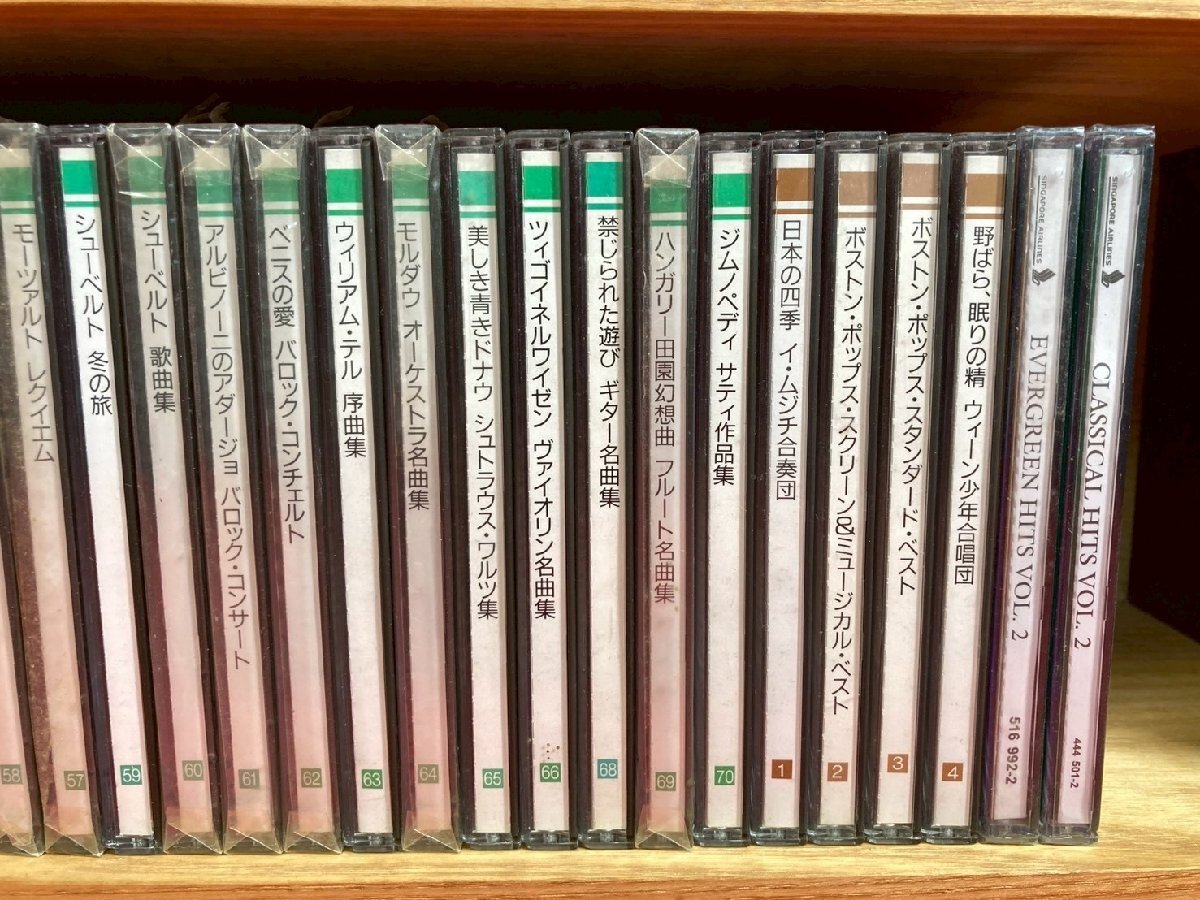 58
モーツァルト レクイエム
57
シューベルト 冬の旅
59
シューベルト 歌曲集
60
アルビノーニのアダージョ バロック・コンサート
61
ベニスの愛 バロック・コンチェルト
62
ウィリアム・テル 序曲集
63
モルダウ オーケストラ名曲集
64
美しき青きドナウ シュトラウス・ワルツ集
65
ツィゴイネルワイゼン ヴァイオリン名曲集
66
禁じられた遊び ギター名曲集
68
ハンガリー田園幻想曲 フルート名曲集
69
ジムノペディ サティ作品集
70
日本の四季 イ・ムジチ合奏団
1
ボストン・ポップス・スクリーン&ミュージカル・ベスト
2
ボストン・ポップス・スタンダード・ベスト
3
野ばら、眠りの精 ウィーン少年合唱団
4
SINGAPORE AIRLINES
EVERGREEN HITS VOL. 2
516 992-2
SINGAPORE AIRLINES
CLASSICAL HITS VOL. 2
444 501-2